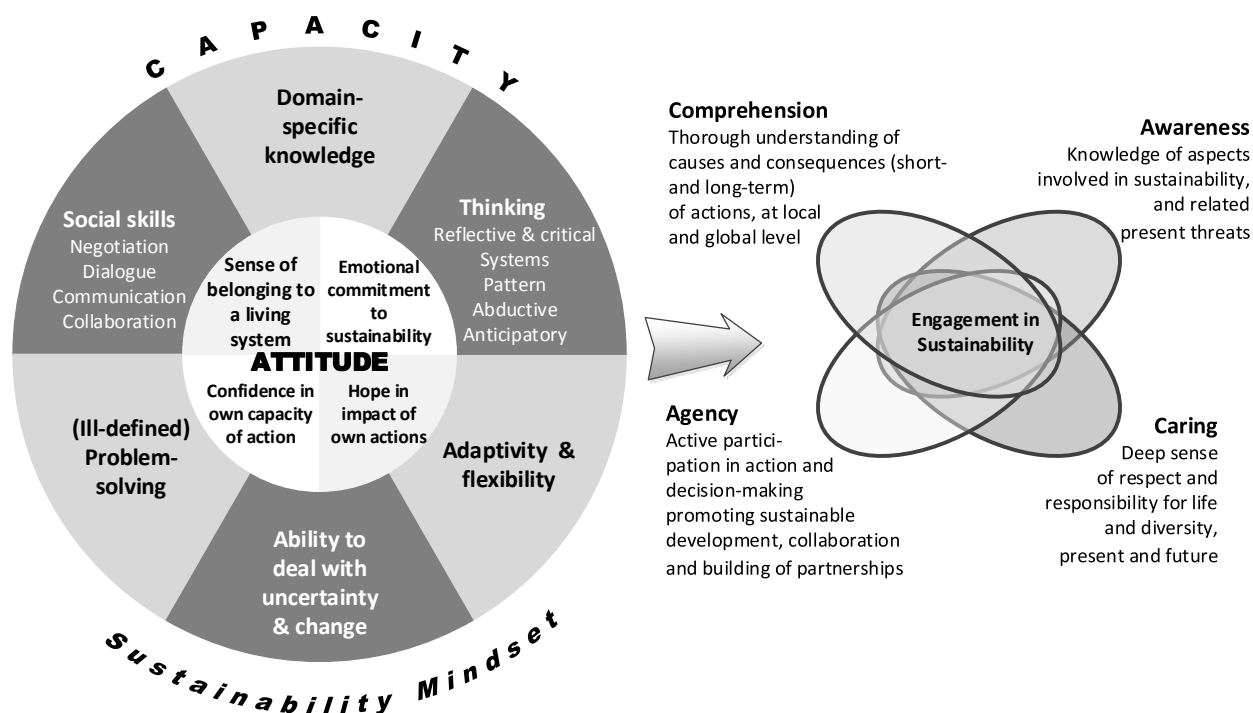 CAPACITY
Domain-
specific
knowledge
Social skills
Negotiation
Dialogue
Communication
Collaboration
Thinking
Reflective & critical
Systems
Pattern
Abductive
Anticipatory
Sense of
belonging to
a living
system
Emotional
commitment
to
sustainability
ATTITUDE
Confidence in
own capacity
of action
Hope in
impact of
own actions
(Ill-defined)
Problem-
solving
Adaptivity &
flexibility
Ability to
deal with
uncertainty
& change
Sustainability Mindset
Comprehension
Thorough understanding of
causes and consequences (short-
and long-term)
of actions, at local
and global level
Awareness
Knowledge of aspects
involved in sustainability,
and related
present threats
Engagement in
Sustainability
Agency
Active partici-
pation in action and
decision-making
promoting sustainable
development, collaboration
and building of partnerships
Caring
Deep sense
of respect and
responsibility for life
and diversity,
present and future